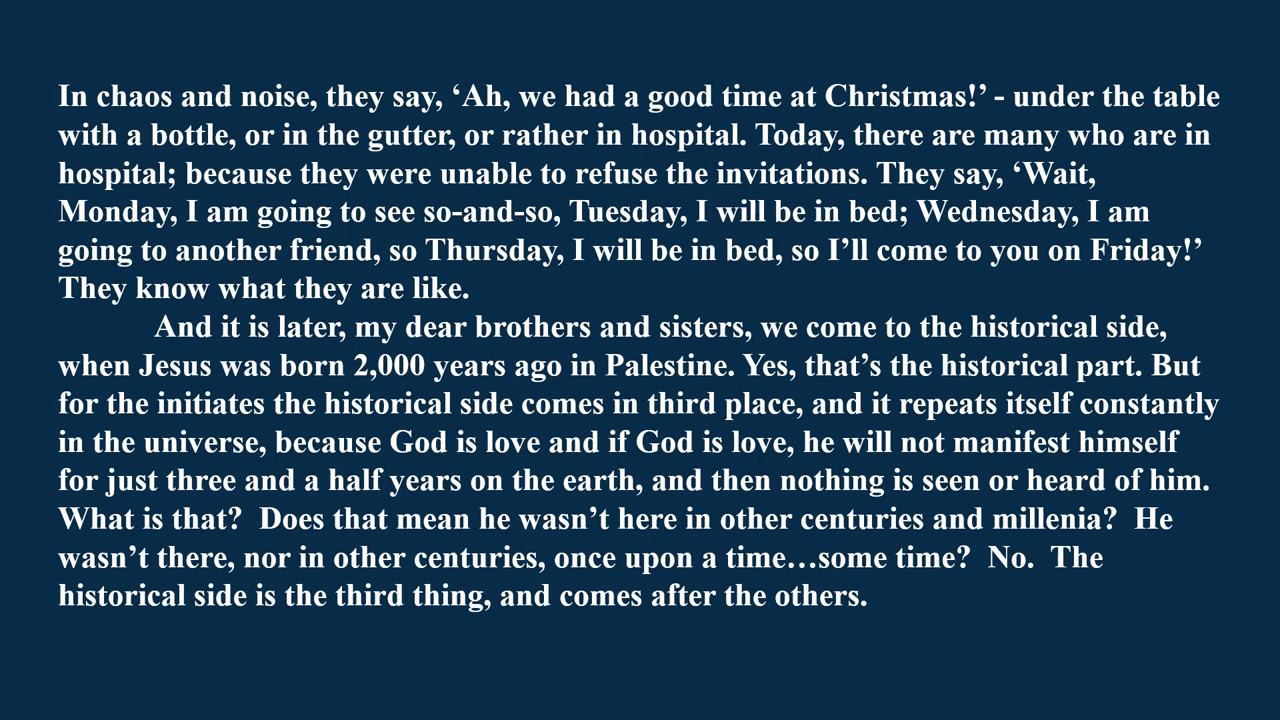 In chaos and noise, they say, ‘Ah, we had a good time at Christmas!’ - under the table
with a bottle, or in the gutter, or rather in hospital. Today, there are many who are in
hospital; because they were unable to refuse the invitations. They say, ‘Wait,
Monday, I am going to see so-and-so, Tuesday, I will be in bed; Wednesday, I am
going to another friend, so Thursday, I will be in bed, so I’ll come to you on Friday!’
They know what they are like.
And it is later, my dear brothers and sisters, we come to the historical side,
when Jesus was born 2,000 years ago in Palestine. Yes, that’s the historical part. But
for the initiates the historical side comes in third place, and it repeats itself constantly
in the universe, because God is love and if God is love, he will not manifest himself
for just three and a half years on the earth, and then nothing is seen or heard of him.
What is that?  Does that mean he wasn’t here in other centuries and millenia?  He
wasn’t there, nor in other centuries, once upon a time…some time?  No.  The
historical side is the third thing, and comes after the others.